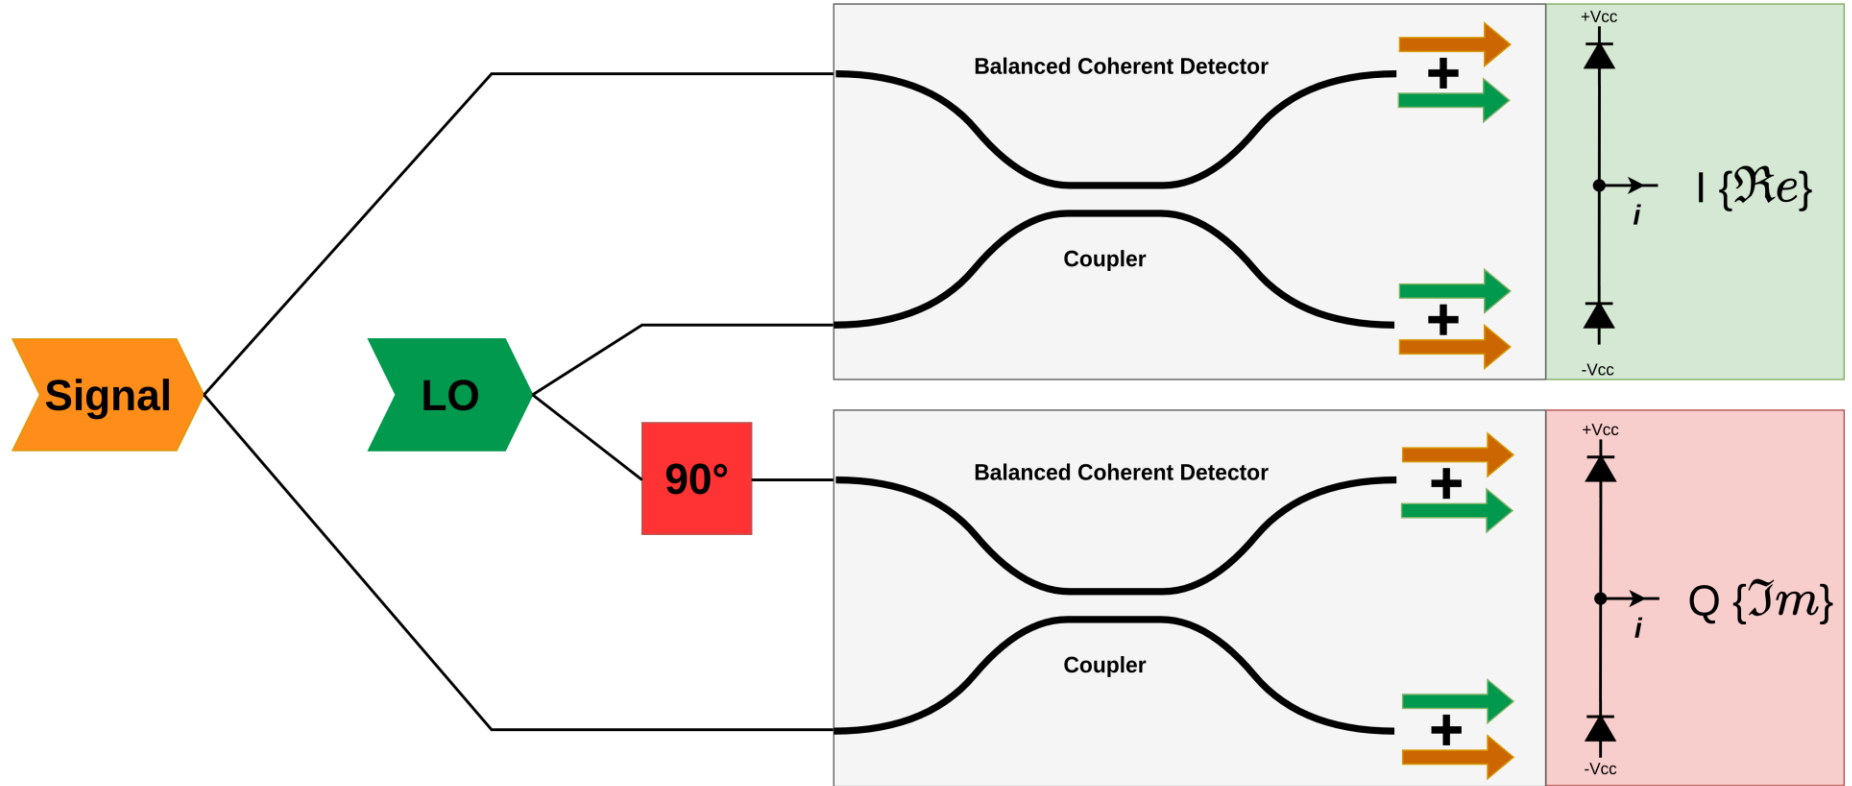 +Vcc
Balanced Coherent Detector
+
I {ℜe}
i
Coupler
+
-Vcc
Signal
LO
90°
+Vcc
Balanced Coherent Detector
+
Q {ℑm}
i
Coupler
+
-Vcc